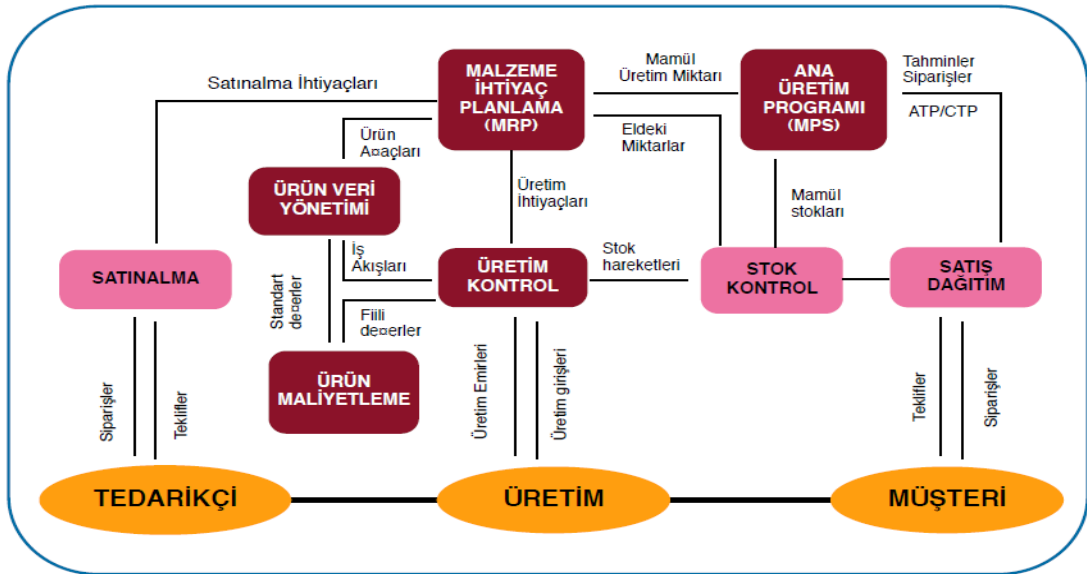 Satınalma İhtiyaçları
MALZEME
İHTİYAÇ
PLANLAMA
(MRP)
Mamül
Üretim Miktarı
ANA
ÜRETİM
PROGRAMI
(MPS)
Tahminler
Siparişler
ATP/CTP
Ürün
A¤açları
Eldeki
Miktarlar
ÜRÜN VERİ
YÖNETİMİ
Üretim
İhtiyaçları
Mamül
stokları
SATINALMA
İş
Akışları
ÜRETİM
KONTROL
Stok
hareketleri
STOK
KONTROL
SATIŞ
DAĞITİM
Standart
de¤erler
Fiili
de¤erler
ÜRÜN
MALİYETLEME
Siparişler
Teklifler
Üretim Emirleri
Üretim girişleri
Teklifler
Siparişler
TEDARİKÇİ
ÜRETİM
MÜŞTERİ